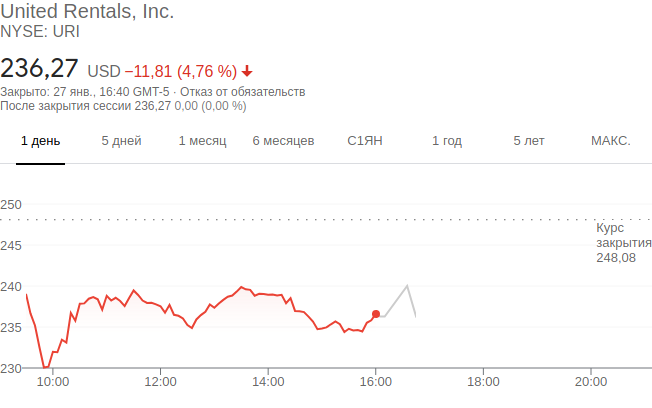 United Rentals, Inc.
NYSE: URI
236,27 USD −11,81 (4,76 %)
Закрыто: 27 янв., 16:40 GMT-5 · Отказ от обязательств
После закрытия сессии 236,27 0,00 (0,00 %)
1 день 5 дней 1 месяц 6 месяцев С1ЯН 1 год 5 лет МАКС.
250
Курс
закрытия
248,08
245
240
235
230
10:00 12:00 14:00 16:00 18:00 20:00